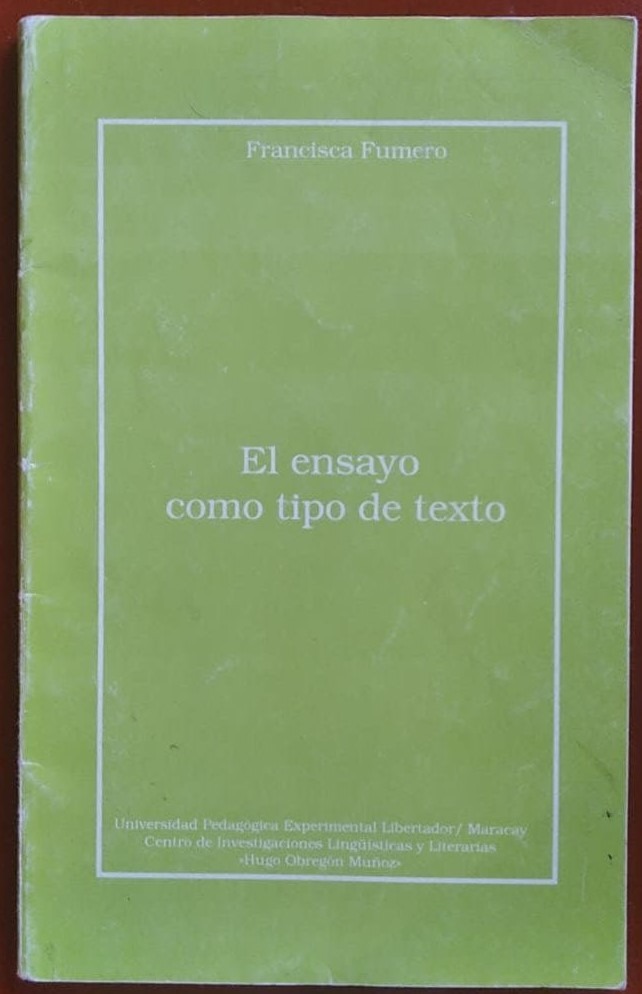 Francisca Fumero
El ensayo
como tipo de texto
Universidad Pedagógica Experimental Libertador/ Maracay
Centro de Investigaciones Lingüísticas y Literarias
«Hugo Obregón Muñoz»